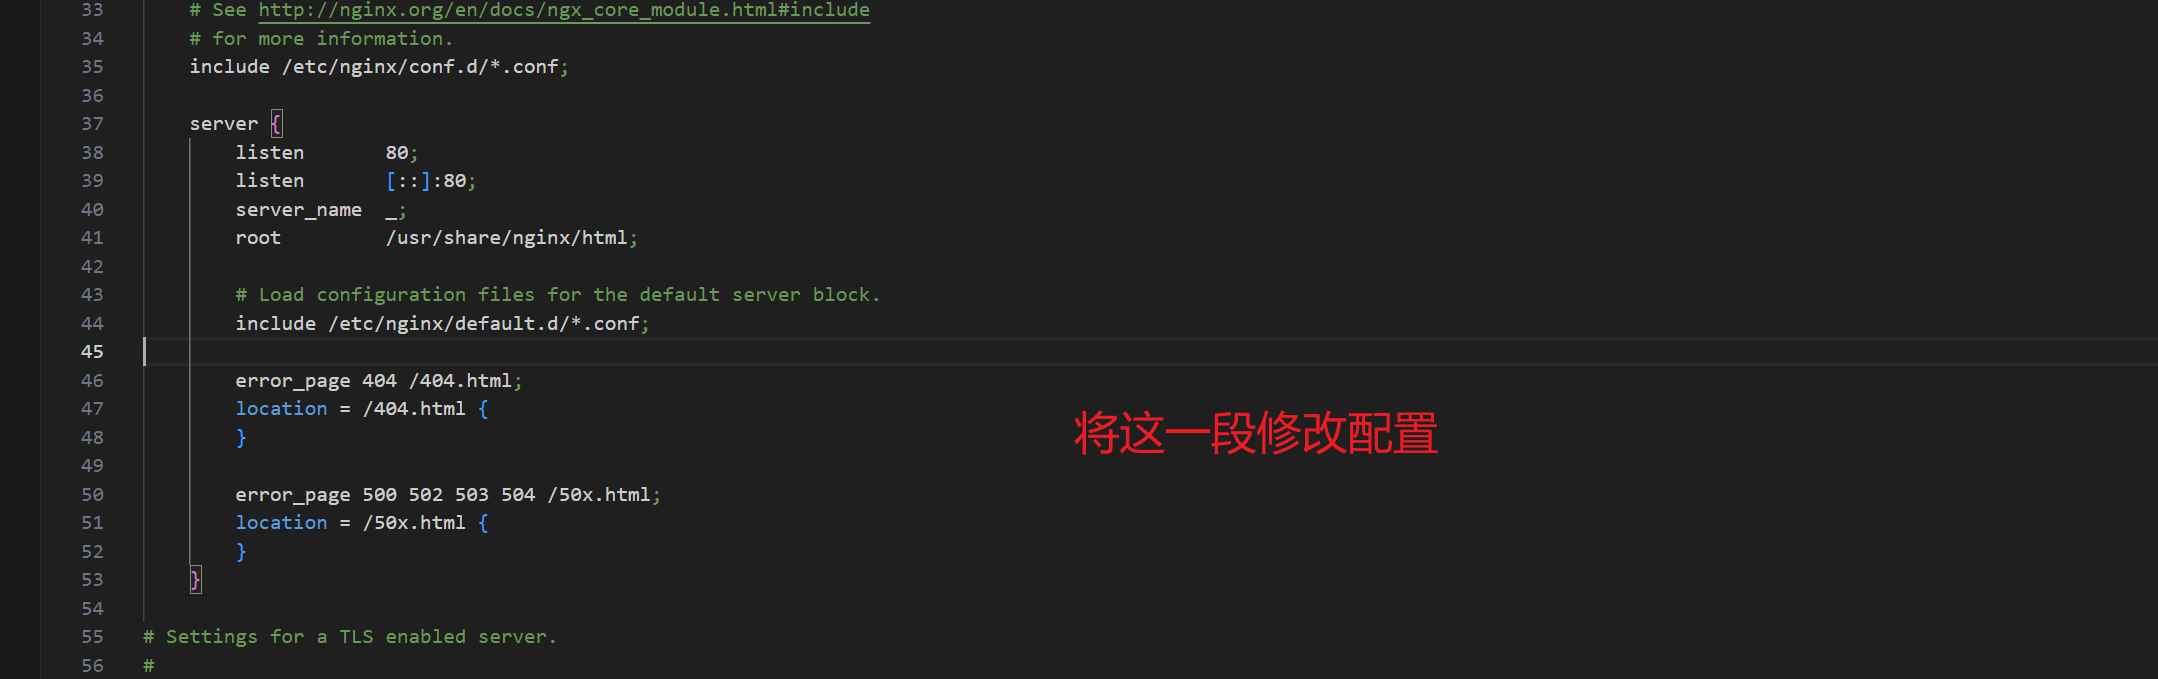 33 # See http://nginx.org/en/docs/ngx_core_module.html#include
34 # for more information.
35 include /etc/nginx/conf.d/*.conf;
36
37 server {
38 listen 80;
39 listen [::]:80;
40 server_name _;
41 root /usr/share/nginx/html;
42
43 # Load configuration files for the default server block.
44 include /etc/nginx/default.d/*.conf;
45
46 error_page 404 /404.html;
47 location = /404.html {
将这一段修改配置
48 }
49
50 error_page 500 502 503 504 /50x.html;
51 location = /50x.html {
52 }
53 }
54
55 # Settings for a TLS enabled server.
56 #